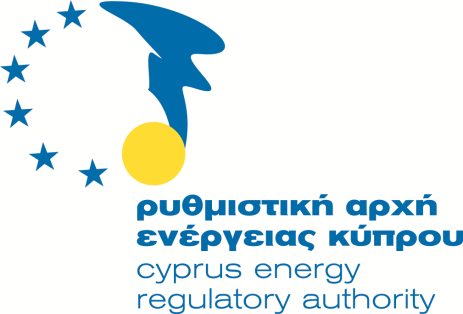 ρυθμιστική αρχή
ενέργειας κύπρου
cyprus energy
regulatory authority